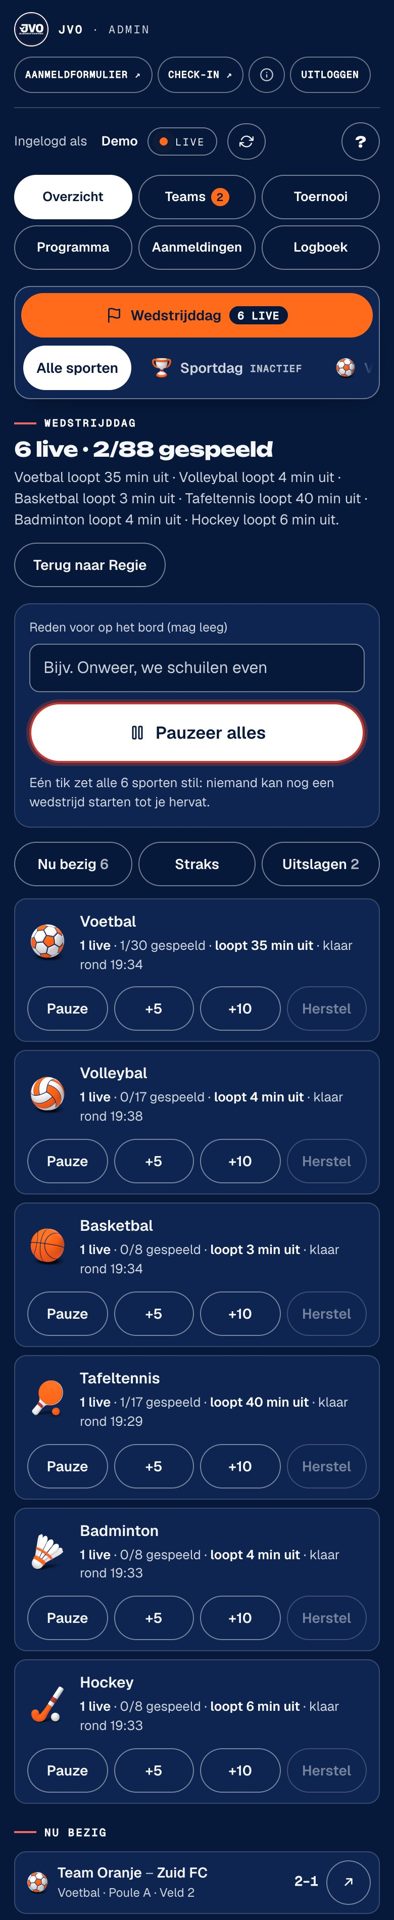 JVO JVO · ADMIN
AANMELDFORMULIER ↗ CHECK-IN ↗ UITLOGGEN
Ingelogd als Demo LIVE ?
Overzicht Teams 2 Toernooi
Programma Aanmeldingen Logboek
Wedstrijddag 6 LIVE
Alle sporten Sportdag INACTIEF V
WEDSTRIJDDAG
6 live · 2/88 gespeeld
Voetbal loopt 35 min uit · Volleybal loopt 4 min uit ·
Basketbal loopt 3 min uit · Tafeltennis loopt 40 min uit ·
Badminton loopt 4 min uit · Hockey loopt 6 min uit.
Terug naar Regie
Reden voor op het bord (mag leeg)
Bijv. Onweer, we schuilen even
Pauzeer alles
Eén tik zet alle 6 sporten stil: niemand kan nog een
wedstrijd starten tot je hervat.
Nu bezig 6 Straks Uitslagen 2
Voetbal
1 live · 1/30 gespeeld · loopt 35 min uit · klaar
rond 19:34
Pauze +5 +10 Herstel
Volleybal
1 live · 0/17 gespeeld · loopt 4 min uit · klaar
rond 19:38
Pauze +5 +10 Herstel
Basketbal
1 live · 0/8 gespeeld · loopt 3 min uit · klaar
rond 19:34
Pauze +5 +10 Herstel
Tafeltennis
1 live · 1/17 gespeeld · loopt 40 min uit · klaar
rond 19:29
Pauze +5 +10 Herstel
Badminton
1 live · 0/8 gespeeld · loopt 4 min uit · klaar
rond 19:33
Pauze +5 +10 Herstel
Hockey
1 live · 0/8 gespeeld · loopt 6 min uit · klaar
rond 19:33
Pauze +5 +10 Herstel
NU BEZIG
Team Oranje – Zuid FC 2–1 ↗
Voetbal · Poule A · Veld 2